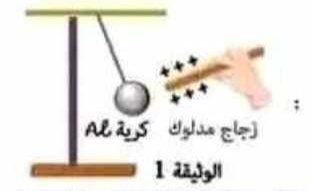 + + + +
+ + + +
:
زجاج مدلوك كرية Al
الوثيقة 1